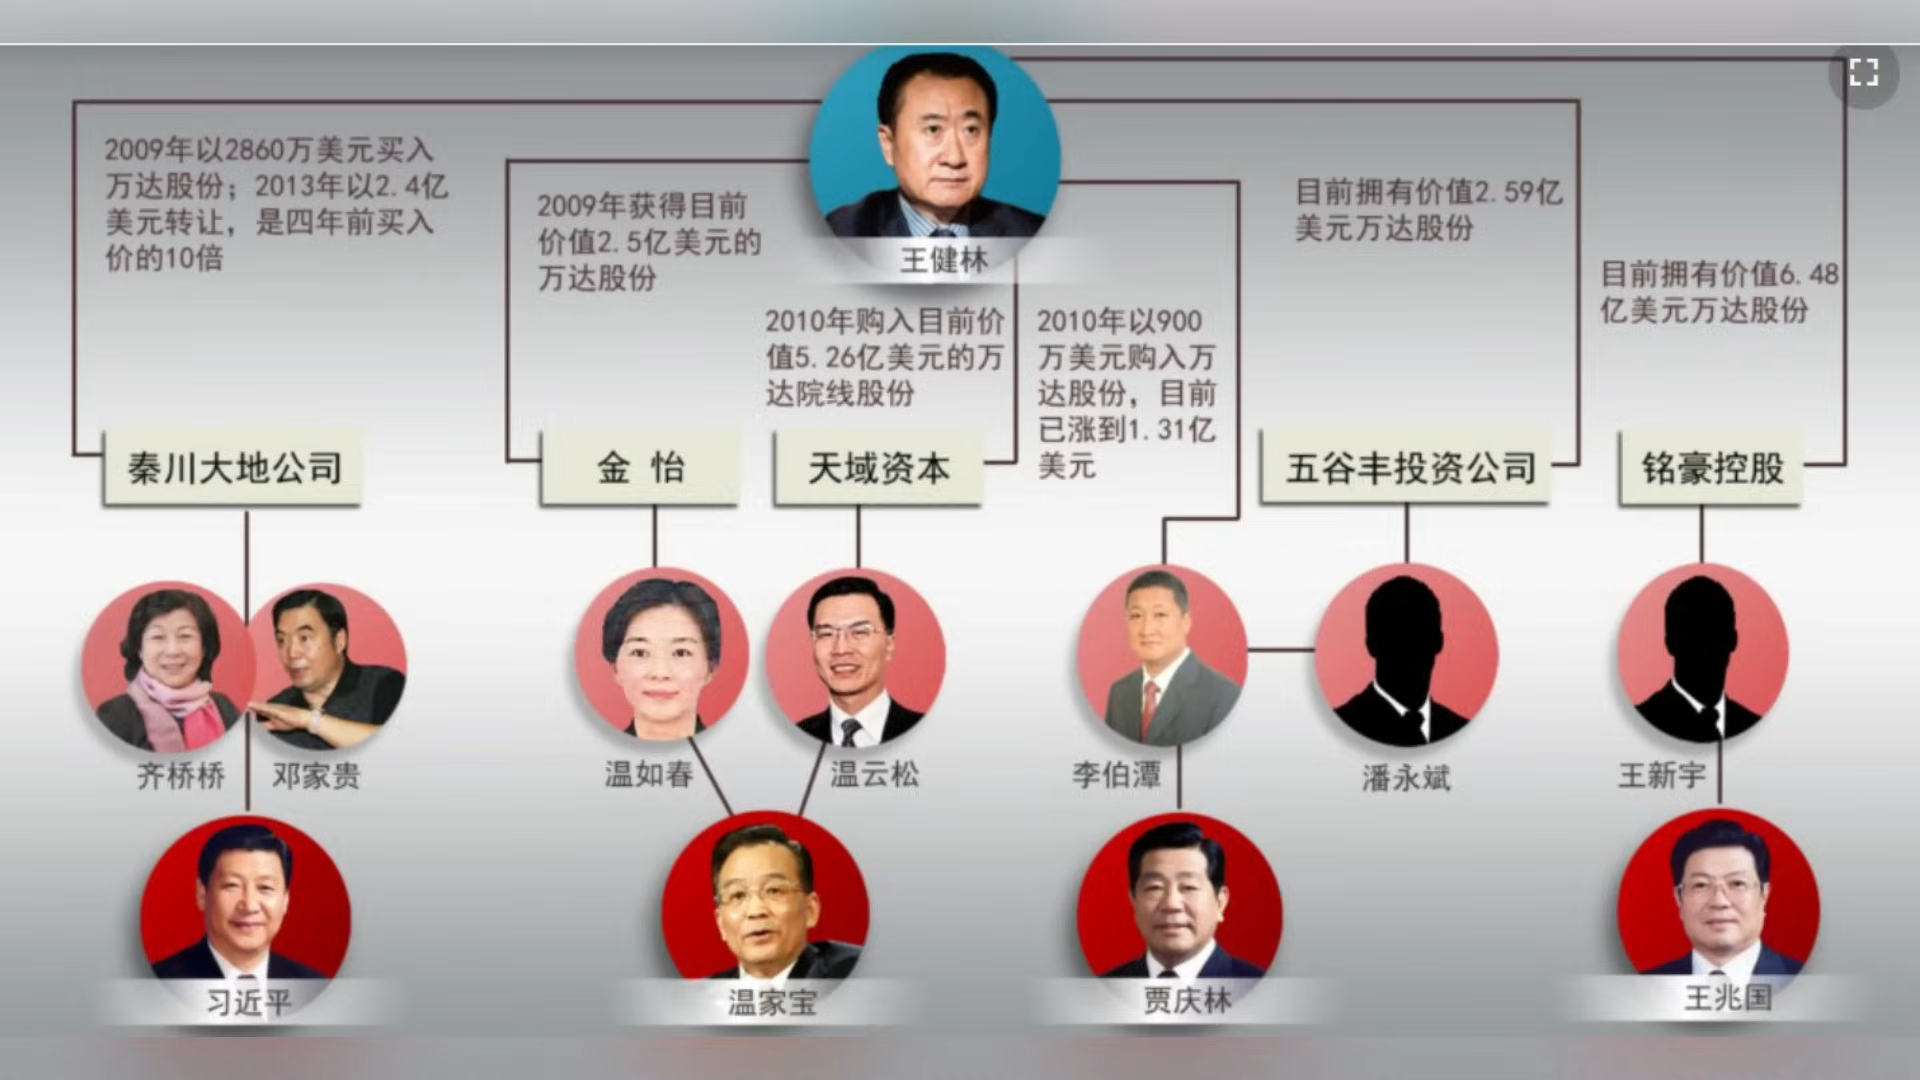 2009年以2860万美元买入
万达股份；2013年以2.4亿
美元转让，是四年前买入
价的10倍
2009年获得目前
价值2.5亿美元的
万达股份
王健林
2010年购入目前价
值5.26亿美元的万
达院线股份
2010年以900
万美元购入万
达股份，目前
已涨到1.31亿
美元
目前拥有价值2.59亿
美元万达股份
目前拥有价值6.48
亿美元万达股份
秦川大地公司
金 怡
天域资本
五谷丰投资公司
铭豪控股
齐桥桥
邓家贵
温如春
温云松
李伯潭
潘永斌
王新宇
习近平
温家宝
贾庆林
王兆国